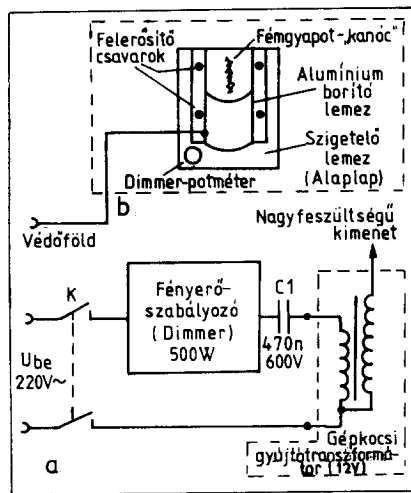 Felerősítő
csavarok
Fémgyapot-„kanóc"
Alumínium
borító
lemez
Szigetelő
lemez
(Alaplap)
Dimmer-potméter
b
Védőföld
Nagyfeszültségű
kimenet
K
Fényerő-
szabályozó
(Dimmer)
500W
C1
470n
600V
Ube
220V~
Gépkocsi
gyújtótranszformá-
tor (12V)
a